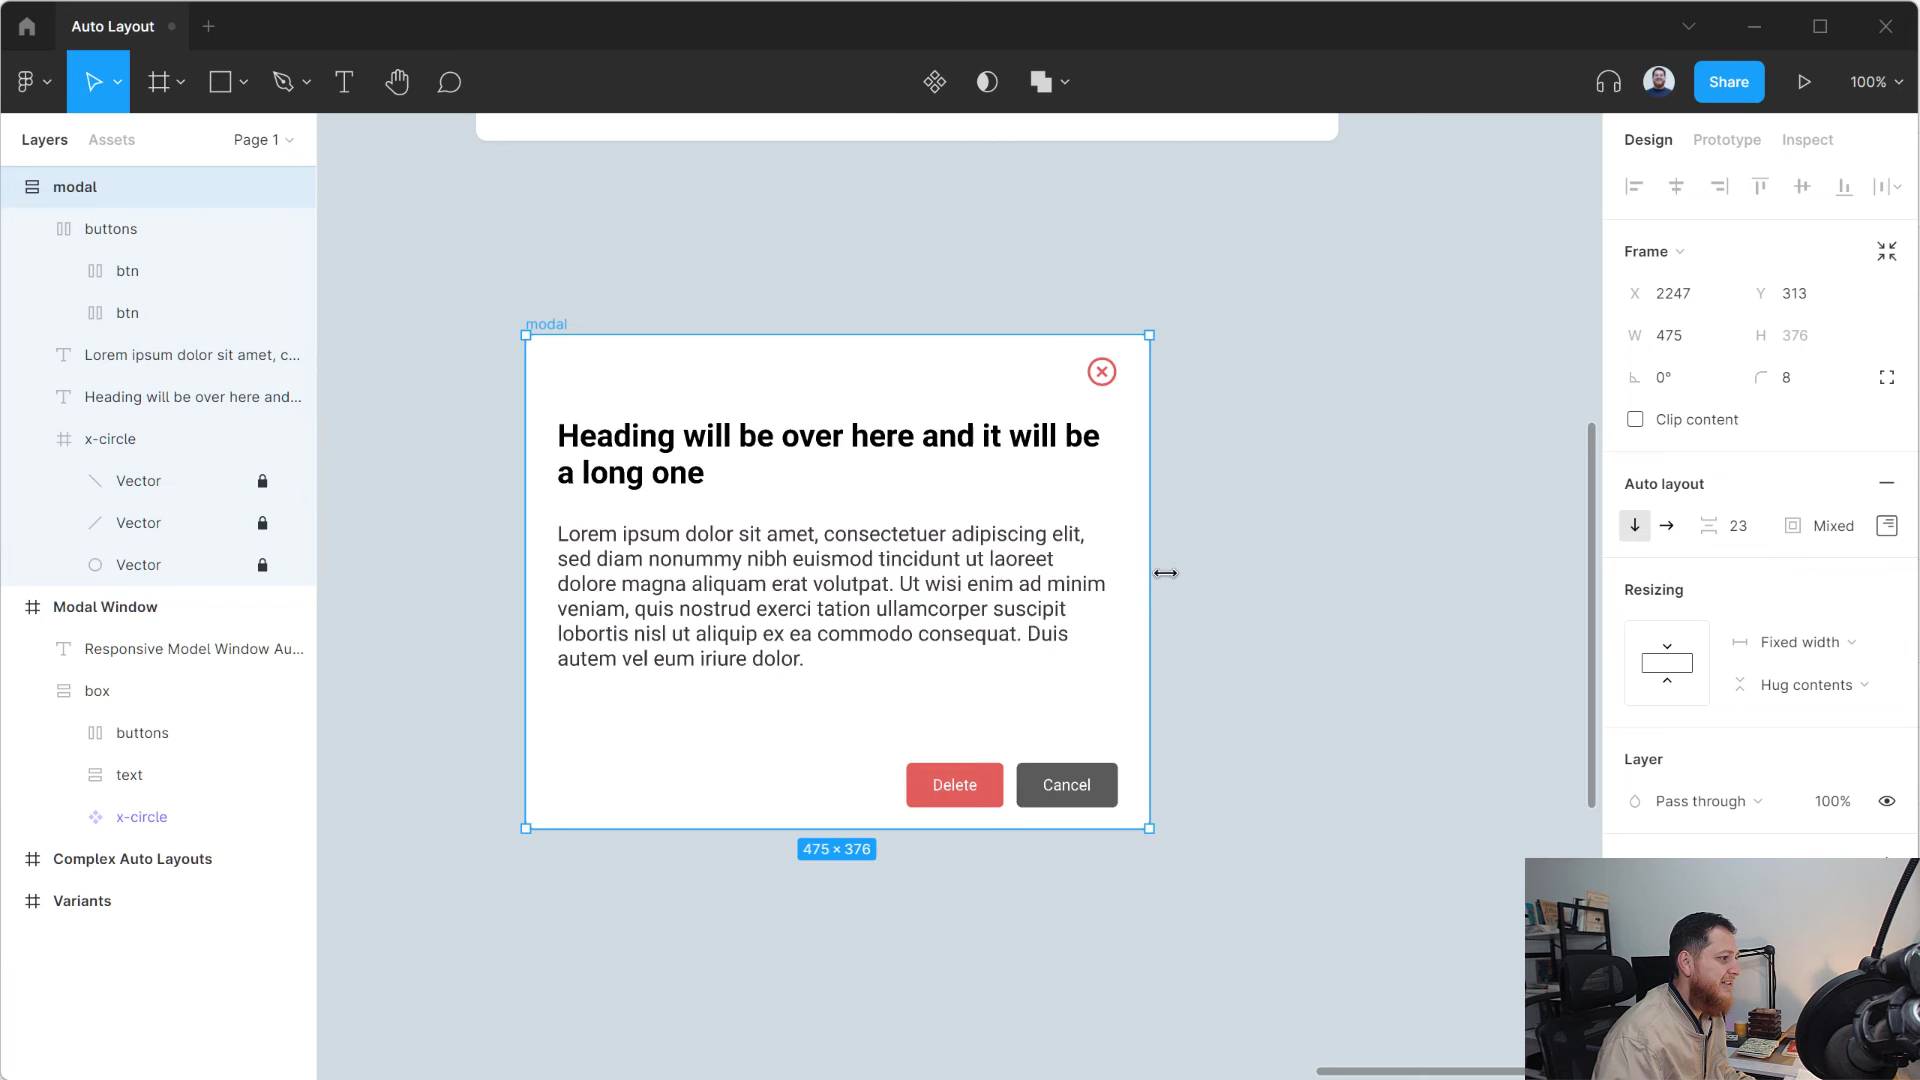 Auto Layout
Share
100%
Layers
Assets
Page 1
modal
buttons
btn
btn
Lorem ipsum dolor sit amet, c...
Heading will be over here and...
x-circle
Vector
Vector
Vector
Modal Window
Responsive Model Window Au...
box
buttons
text
x-circle
Complex Auto Layouts
Variants
modal
Heading will be over here and it will be
a long one
Lorem ipsum dolor sit amet, consectetuer adipiscing elit,
sed diam nonummy nibh euismod tincidunt ut laoreet
dolore magna aliquam erat volutpat. Ut wisi enim ad minim
veniam, quis nostrud exerci tation ullamcorper suscipit
lobortis nisl ut aliquip ex ea commodo consequat. Duis
autem vel eum iriure dolor.
Delete
Cancel
475 × 376
Design
Prototype
Inspect
Frame
X 2247
Y 313
W 475
H 376
0°
8
Clip content
Auto layout
23
Mixed
Resizing
Fixed width
Hug contents
Layer
Pass through
100%